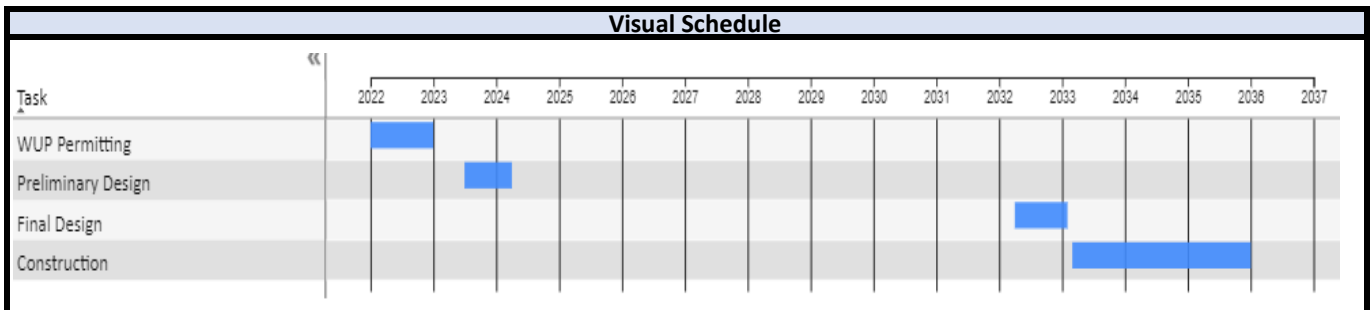 Visual Schedule
«
Task
2022 2023 2024 2025 2026 2027 2028 2029 2030 2031 2032 2033 2034 2035 2036 2037
WUP Permitting
Preliminary Design
Final Design
Construction